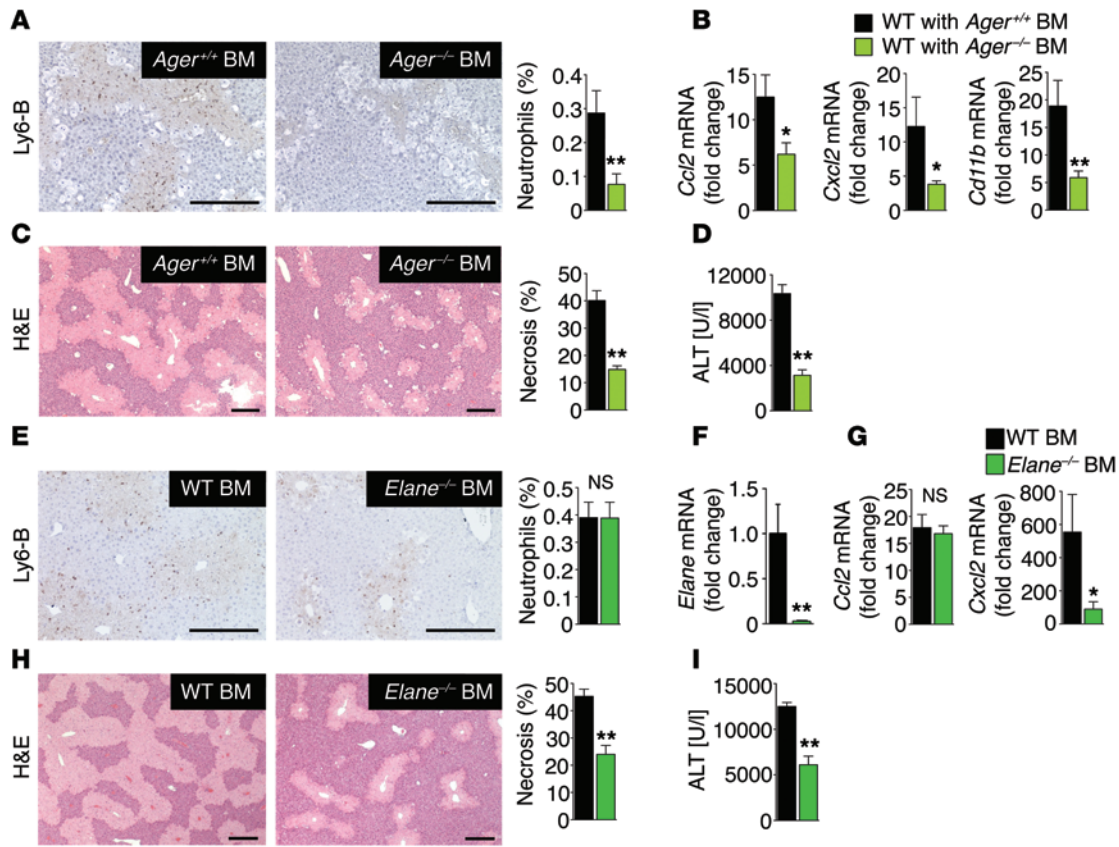 A
Ly6-B
Ager+/+ BM
Ager−/− BM
Neutrophils (%)
0.4
0.3
0.2
0.1
0
**
B
WT with Ager+/+ BM
WT with Ager−/− BM
Ccl2 mRNA
(fold change)
15
10
5
0
*
Cxcl2 mRNA
(fold change)
20
15
10
5
0
*
Cd11b mRNA
(fold change)
25
20
15
10
5
0
**
C
H&E
Ager+/+ BM
Ager−/− BM
Necrosis (%)
50
40
30
20
10
0
**
D
ALT [U/l]
12000
8000
4000
0
**
E
Ly6-B
WT BM
Elane−/− BM
Neutrophils (%)
0.5
0.4
0.3
0.2
0.1
0
NS
F
Elane mRNA
(fold change)
1.5
1.0
0.5
0
**
G
WT BM
Elane−/− BM
Ccl2 mRNA
(fold change)
25
20
15
10
5
0
NS
Cxcl2 mRNA
(fold change)
800
600
400
200
0
*
H
H&E
WT BM
Elane−/− BM
Necrosis (%)
50
40
30
20
10
0
**
I
ALT [U/l]
15000
10000
5000
0
**